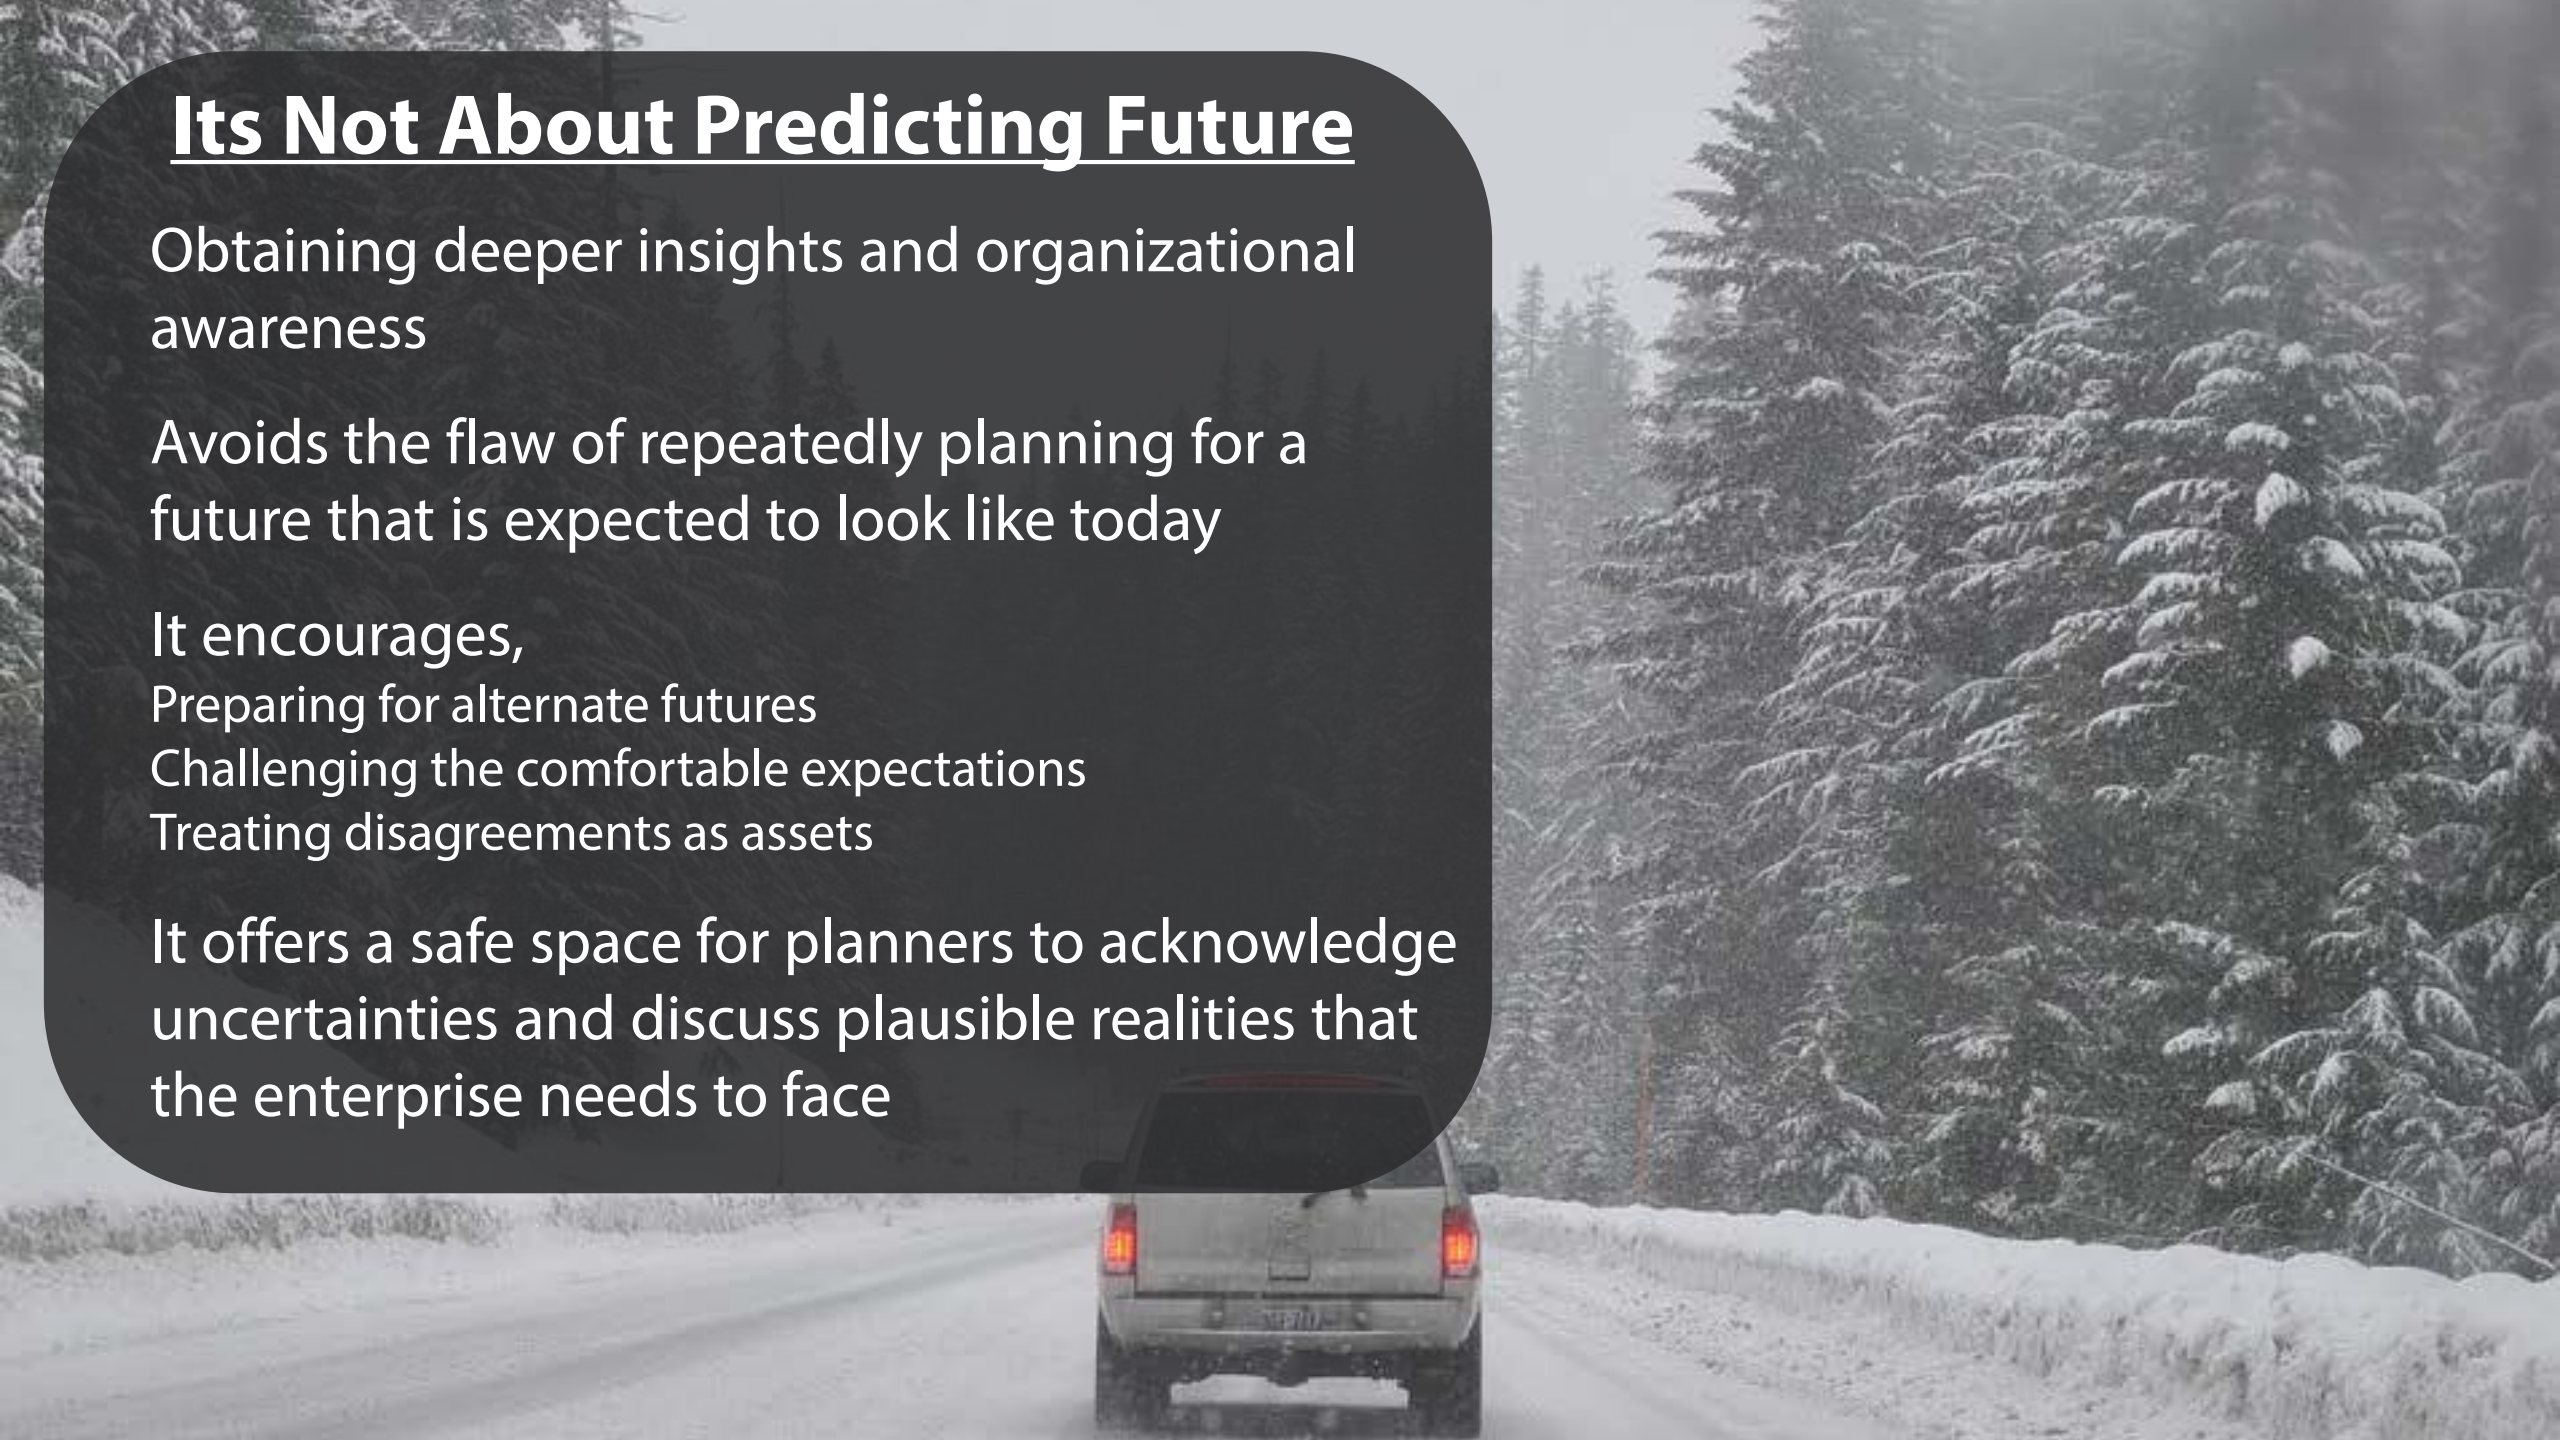 Its Not About Predicting Future
Obtaining deeper insights and organizational
awareness
Avoids the flaw of repeatedly planning for a
future that is expected to look like today
It encourages,
Preparing for alternate futures
Challenging the comfortable expectations
Treating disagreements as assets
It offers a safe space for planners to acknowledge
uncertainties and discuss plausible realities that
the enterprise needs to face